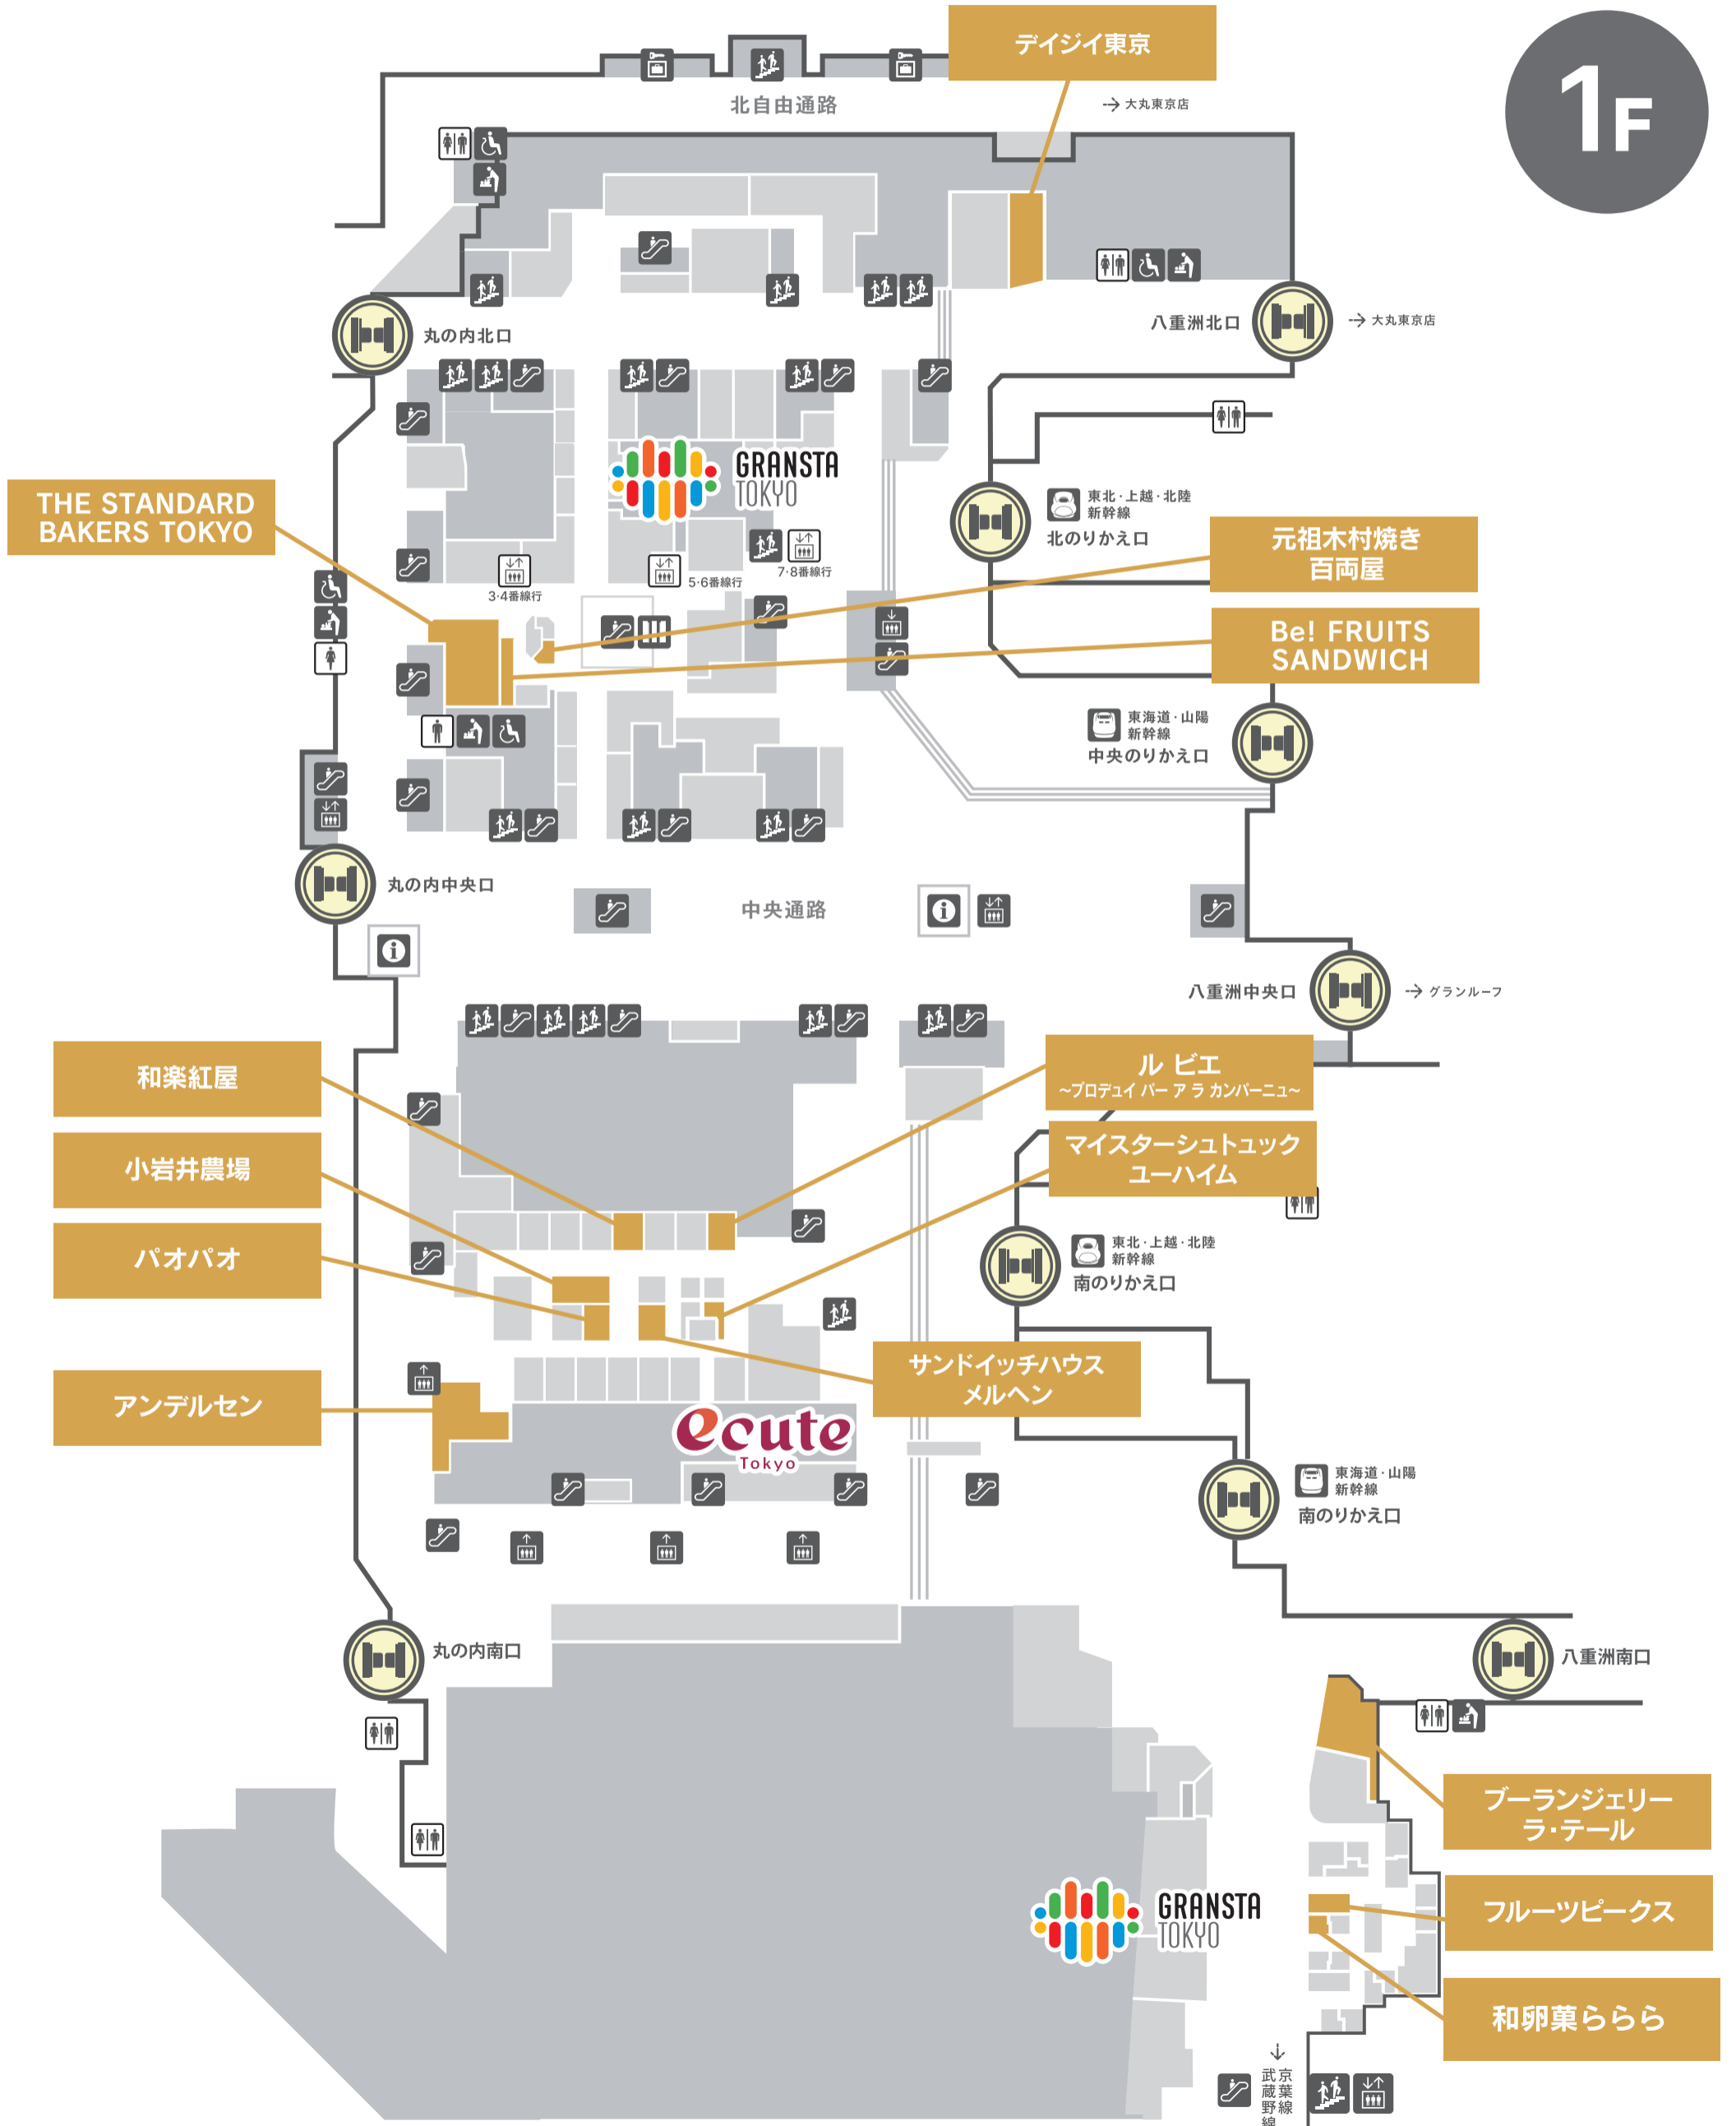 デイジイ東京
1F
北自由通路
大丸東京店
丸の内北口
八重洲北口
大丸東京店
GRANSTA
TOKYO
THE STANDARD
BAKERS TOKYO
東北・上越・北陸
新幹線
北のりかえ口
元祖木村焼き
百両屋
7・8番線行
5・6番線行
3・4番線行
Be! FRUITS
SANDWICH
東海道・山陽
新幹線
中央のりかえ口
丸の内中央口
中央通路
八重洲中央口
グランルーフ
和楽紅屋
ル ビエ
～プロデュイ パー ア ラ カンパーニュ～
小岩井農場
マイスターシュトュック
ユーハイム
パオパオ
東北・上越・北陸
新幹線
南のりかえ口
サンドイッチハウス
メルヘン
アンデルセン
ecute
Tokyo
東海道・山陽
新幹線
南のりかえ口
丸の内南口
八重洲南口
ブーランジェリー
ラ・テール
GRANSTA
TOKYO
フルーツピークス
和卵菓ららら
京葉線
武蔵野線